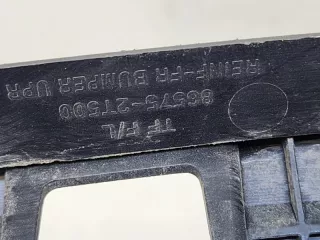 TF F/L
86575-2T500
REINF-FR BUMPER UPR